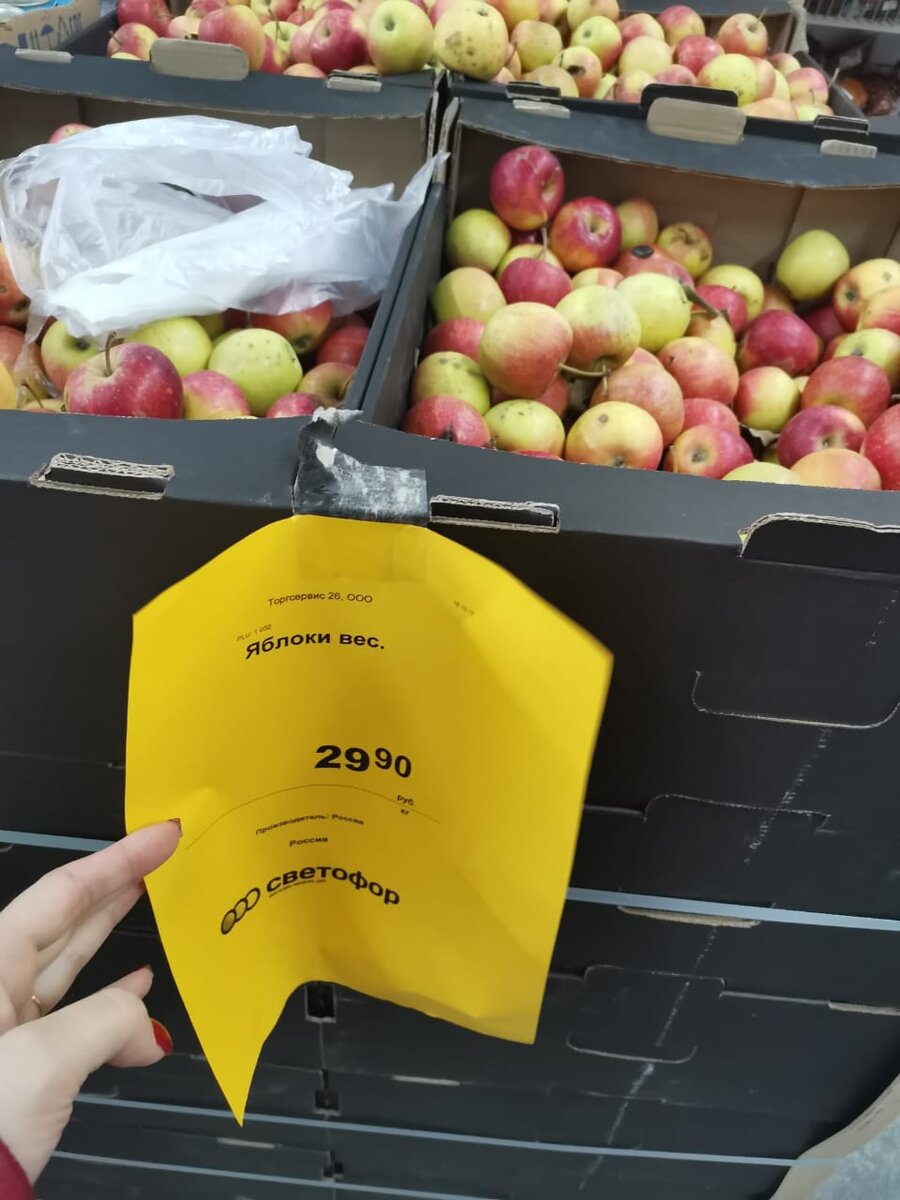 Торгсервис 26, ООО
Яблоки вес.
29 90
руб.
кг
Производитель: Россия
Россия
светофор